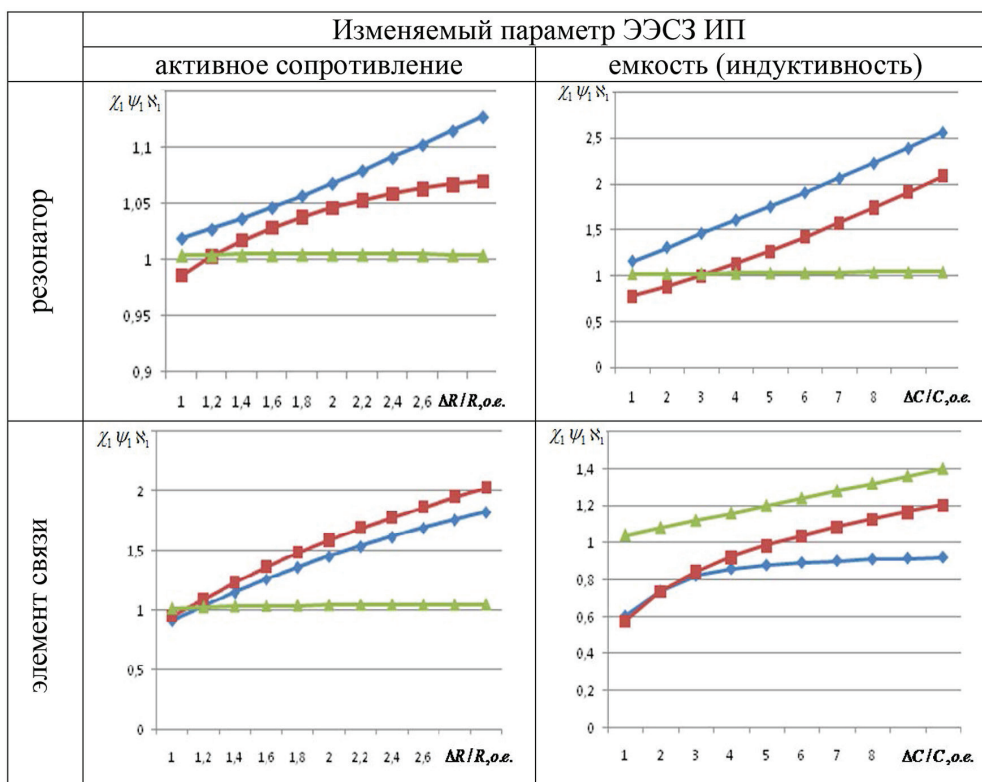 Изменяемый параметр ЭЭСЗ ИП
активное сопротивление
емкость (индуктивность)
резонатор
χ₁ ψ₁ ℵ₁
1,1
1,05
1
0,95
0,9
1 1,2 1,4 1,6 1,8 2 2,2 2,4 2,6 ΔR/R,о.е.
χ₁ ψ₁ ℵ₁
2,5
2
1,5
1
0,5
0
1 2 3 4 5 6 7 8 ΔC/C,о.е.
элемент связи
χ₁ ψ₁ ℵ₁
2
1,5
1
0,5
0
1 1,2 1,4 1,6 1,8 2 2,2 2,4 2,6 ΔR/R,о.е.
χ₁ ψ₁ ℵ₁
1,4
1,2
1
0,8
0,6
0,4
0,2
0
1 2 3 4 5 6 7 8 ΔC/C,о.е.